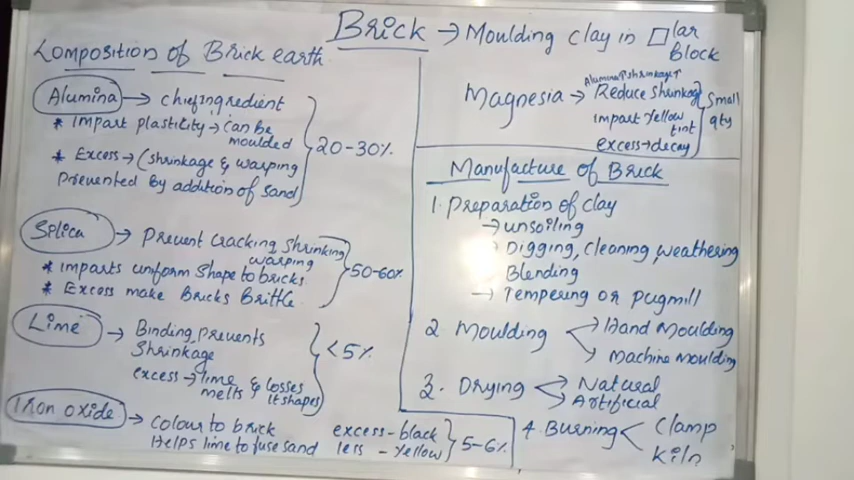 Brick → Moulding clay in □lar
Block
Composition of Brick earth
Alumina → chief ingredient
* Impart plastitity → can be
moulded
* Excess → (shrinkage & warping
Prevented by addition of sand
20-30%
Silica → Prevent cracking Shrinking
warping
* imparts uniform shape to bricks
* Excess make Bricks Brittle
50-60%
Lime → Binding, prevents
Shrinkage
excess → lime & losses
melts it shapes
<5%
Iron oxide → colour to brick
Helps lime to fuse sand
excess - black
less - yellow
5-6%
Alumina↑ shrinkage↑
Magnesia → Reduce Shrinkag
impart Yellow
tint
excess → decay
Small
qty
Manufacture of Brick
1. Preparation of clay
→ unsoiling
→ Digging, cleaning, weathering
Blending
→ Tempering or pugmill
2. Moulding
→ Hand Moulding
→ Machine moulding
3. Drying
→ Natural
→ Artificial
4. Burning
Clamp
Kiln